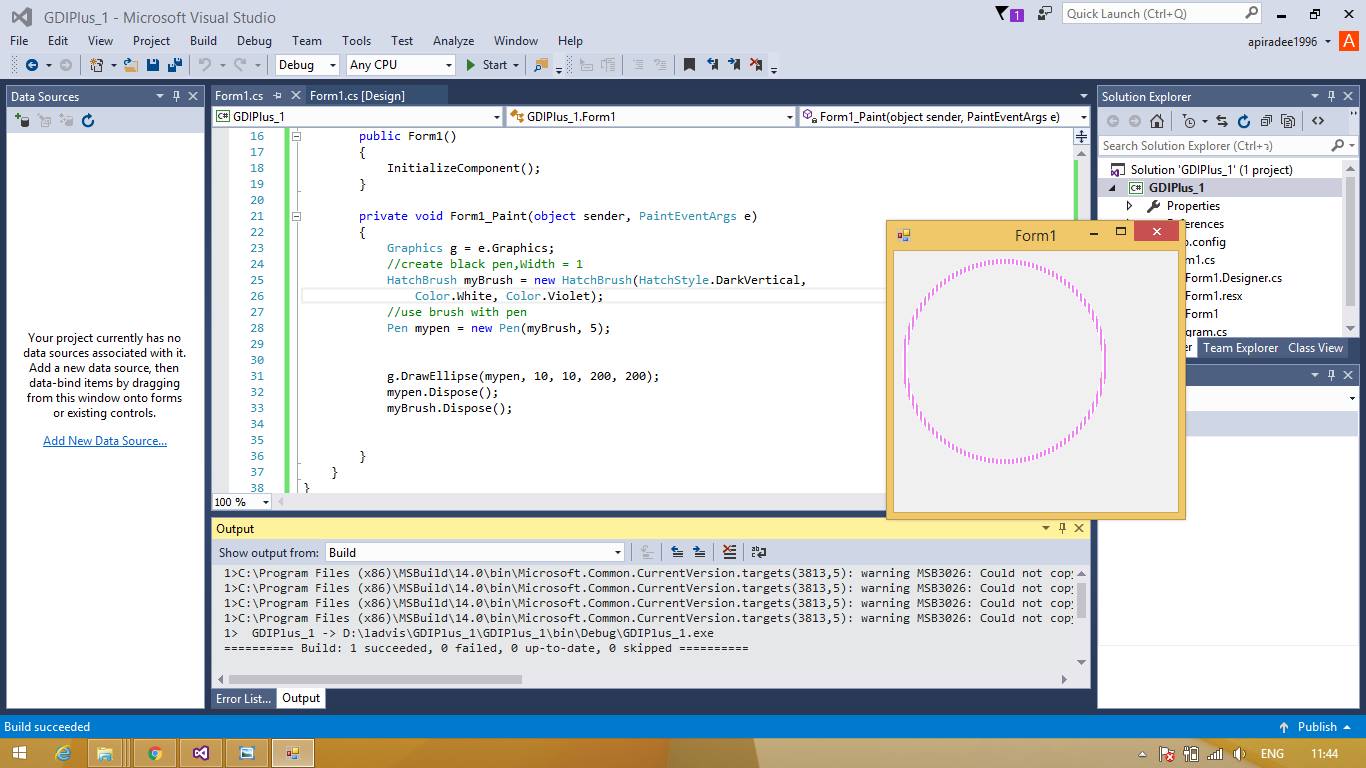 GDIPlus_1 - Microsoft Visual Studio
1
Quick Launch (Ctrl+Q)
File Edit View Project Build Debug Team Tools Test Analyze Window Help
apiradee1996
A
Debug Any CPU Start
Data Sources
Your project currently has no
data sources associated with it.
Add a new data source, then
data-bind items by dragging
from this window onto forms
or existing controls.
Add New Data Source...
Form1.cs Form1.cs [Design]
C# GDIPlus_1 GDIPlus_1.Form1 Form1_Paint(object sender, PaintEventArgs e)
16 public Form1()
17 {
18 InitializeComponent();
19 }
20
21 private void Form1_Paint(object sender, PaintEventArgs e)
22 {
23 Graphics g = e.Graphics;
24 //create black pen,Width = 1
25 HatchBrush myBrush = new HatchBrush(HatchStyle.DarkVertical,
26 Color.White, Color.Violet);
27 //use brush with pen
28 Pen mypen = new Pen(myBrush, 5);
29
30
31 g.DrawEllipse(mypen, 10, 10, 200, 200);
32 mypen.Dispose();
33 myBrush.Dispose();
34
35
36 }
37 }
38 }
100 %
Output
Show output from: Build
1>C:\Program Files (x86)\MSBuild\14.0\bin\Microsoft.Common.CurrentVersion.targets(3813,5): warning MSB3026: Could not copy
1>C:\Program Files (x86)\MSBuild\14.0\bin\Microsoft.Common.CurrentVersion.targets(3813,5): warning MSB3026: Could not copy
1>C:\Program Files (x86)\MSBuild\14.0\bin\Microsoft.Common.CurrentVersion.targets(3813,5): warning MSB3026: Could not copy
1>C:\Program Files (x86)\MSBuild\14.0\bin\Microsoft.Common.CurrentVersion.targets(3813,5): warning MSB3026: Could not copy
1> GDIPlus_1 -> D:\ladvis\GDIPlus_1\GDIPlus_1\bin\Debug\GDIPlus_1.exe
========== Build: 1 succeeded, 0 failed, 0 up-to-date, 0 skipped ==========
Error List... Output
Solution Explorer
Search Solution Explorer (Ctrl+ว)
Solution 'GDIPlus_1' (1 project)
C# GDIPlus_1
Properties
References
p.config
m1.cs
Form1.Designer.cs
Form1.resx
Form1
gram.cs
er Team Explorer Class View
Form1
Build succeeded
Publish
ENG 11:44